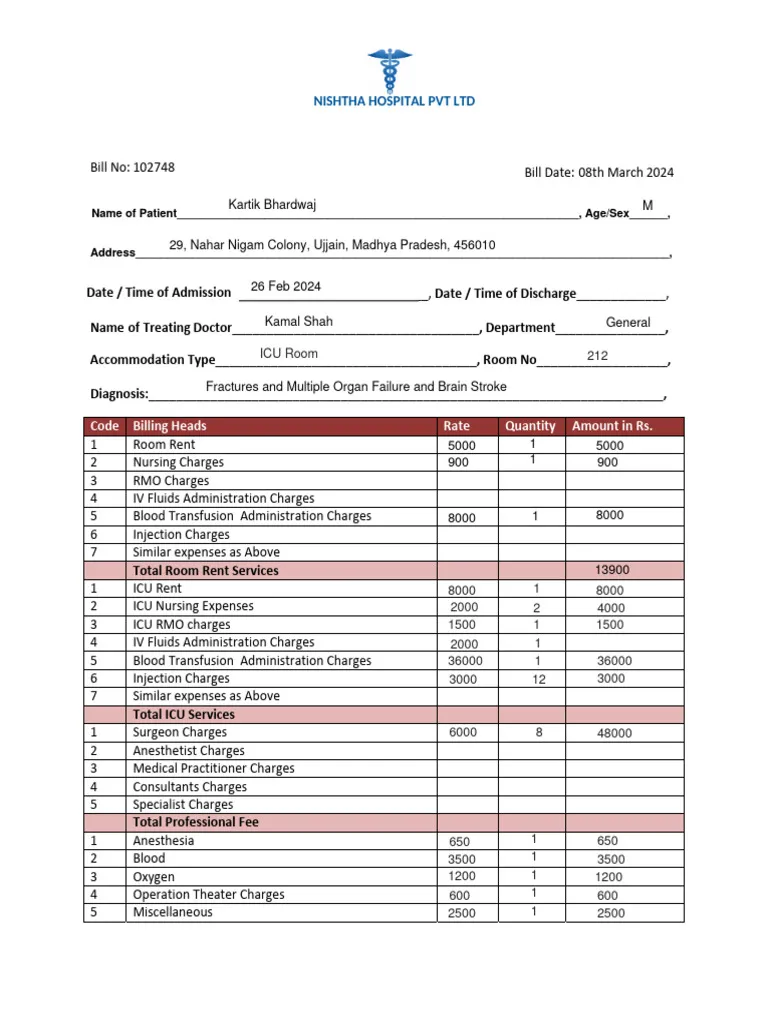 NISHTHA HOSPITAL PVT LTD
Bill No: 102748
Bill Date: 08th March 2024
Name of Patient Kartik Bhardwaj, Age/Sex M,
Address 29, Nahar Nigam Colony, Ujjain, Madhya Pradesh, 456010,
Date / Time of Admission 26 Feb 2024, Date / Time of Discharge,
Name of Treating Doctor Kamal Shah, Department General,
Accommodation Type ICU Room, Room No 212,
Diagnosis: Fractures and Multiple Organ Failure and Brain Stroke,
Code Billing Heads Rate Quantity Amount in Rs.
1 Room Rent 5000 1 5000
2 Nursing Charges 900 1 900
3 RMO Charges
4 IV Fluids Administration Charges
5 Blood Transfusion Administration Charges 8000 1 8000
6 Injection Charges
7 Similar expenses as Above
Total Room Rent Services 13900
1 ICU Rent 8000 1 8000
2 ICU Nursing Expenses 2000 2 4000
3 ICU RMO charges 1500 1 1500
4 IV Fluids Administration Charges 2000 1
5 Blood Transfusion Administration Charges 36000 1 36000
6 Injection Charges 3000 12 3000
7 Similar expenses as Above
Total ICU Services
1 Surgeon Charges 6000 8 48000
2 Anesthetist Charges
3 Medical Practitioner Charges
4 Consultants Charges
5 Specialist Charges
Total Professional Fee
1 Anesthesia 650 1 650
2 Blood 3500 1 3500
3 Oxygen 1200 1 1200
4 Operation Theater Charges 600 1 600
5 Miscellaneous 2500 1 2500